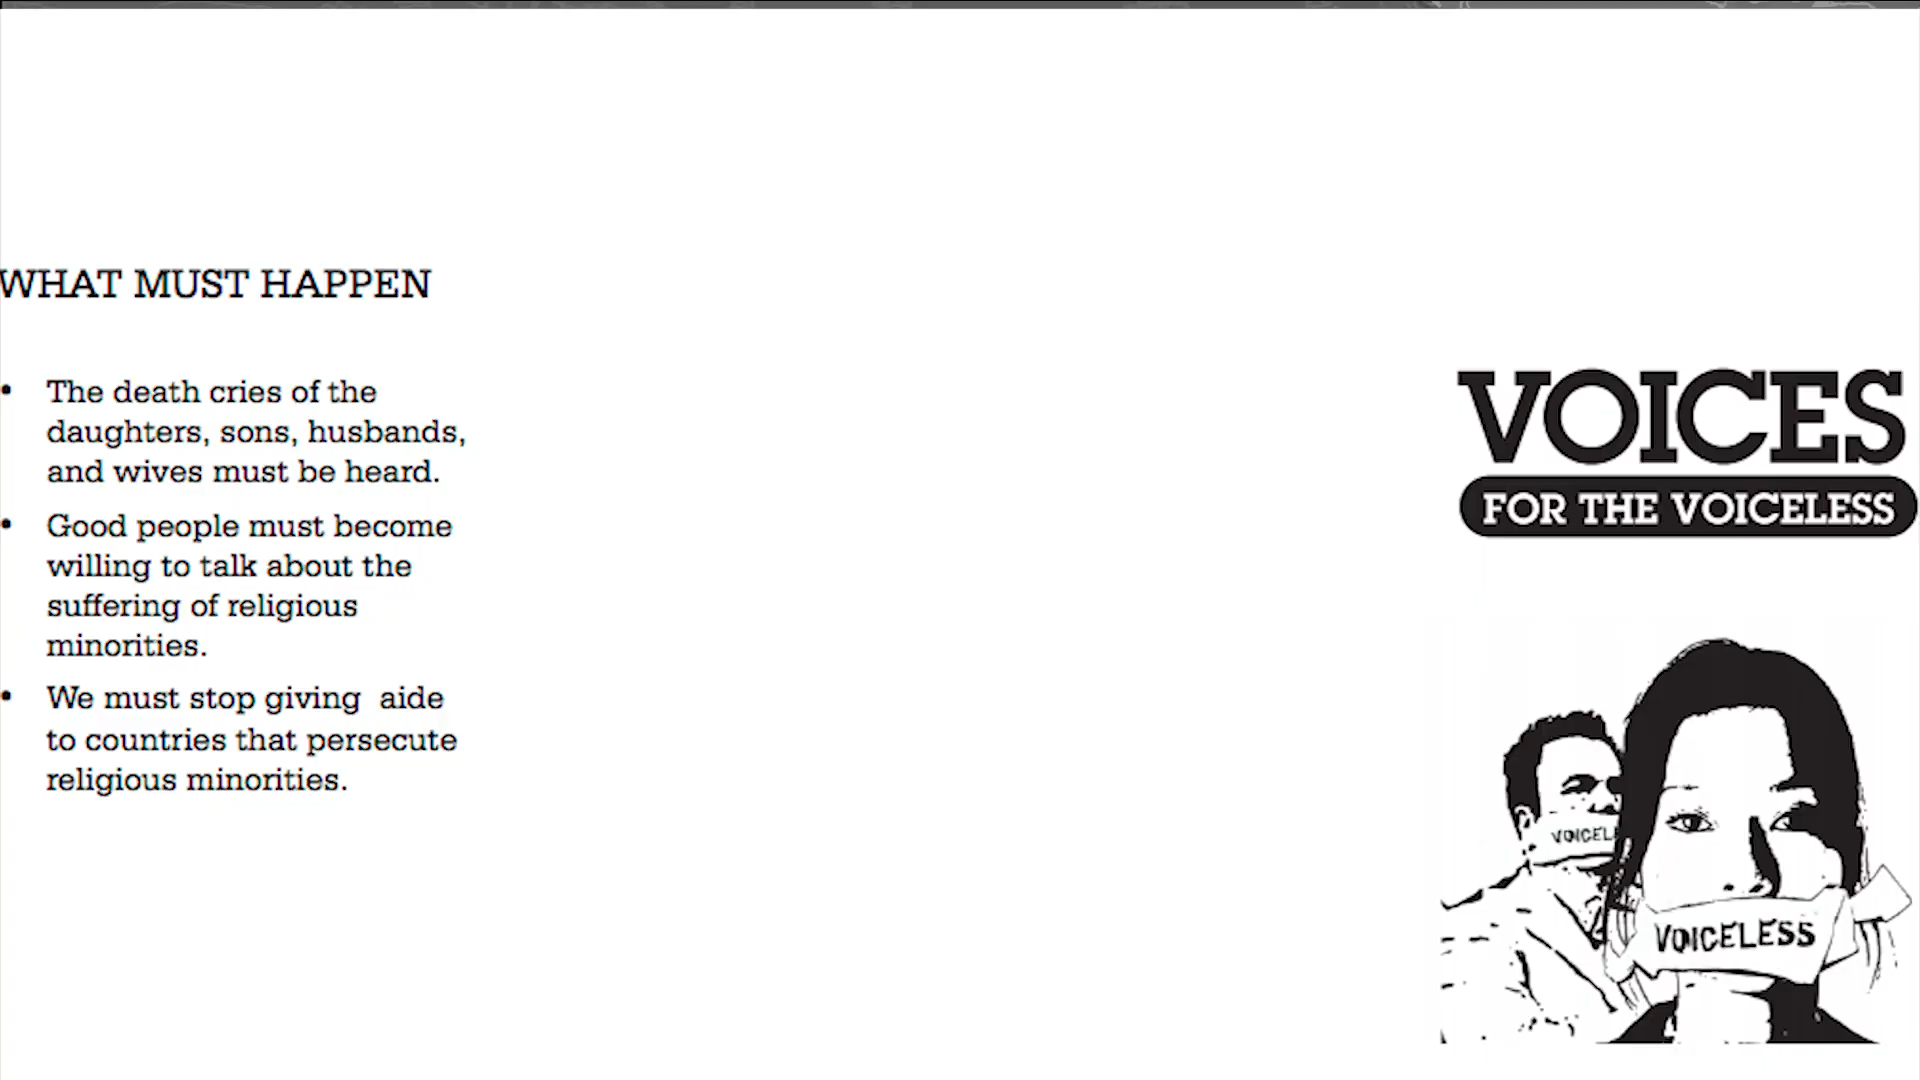 WHAT MUST HAPPEN
• The death cries of the
daughters, sons, husbands,
and wives must be heard.
• Good people must become
willing to talk about the
suffering of religious
minorities.
• We must stop giving  aide
to countries that persecute
religious minorities.
VOICES
FOR THE VOICELESS
VOICEL
VOICELESS